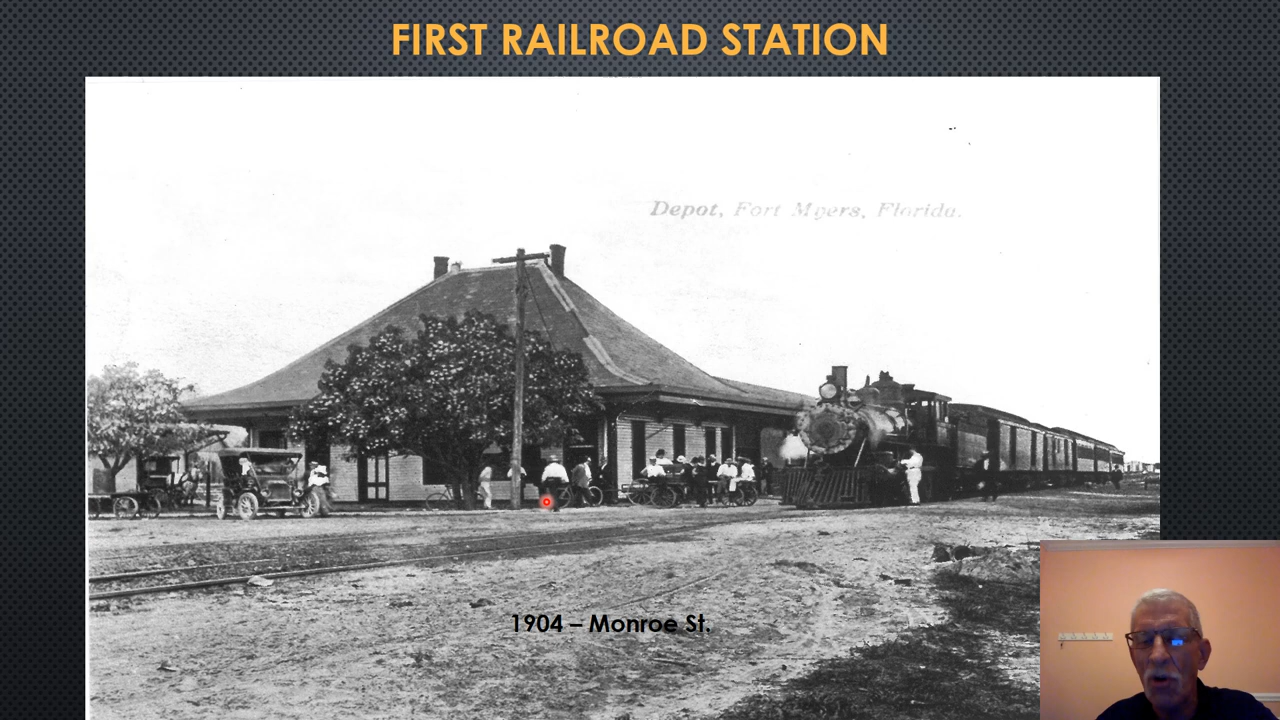 FIRST RAILROAD STATION
Depot, Fort Myers, Florida.
1904 – Monroe St.